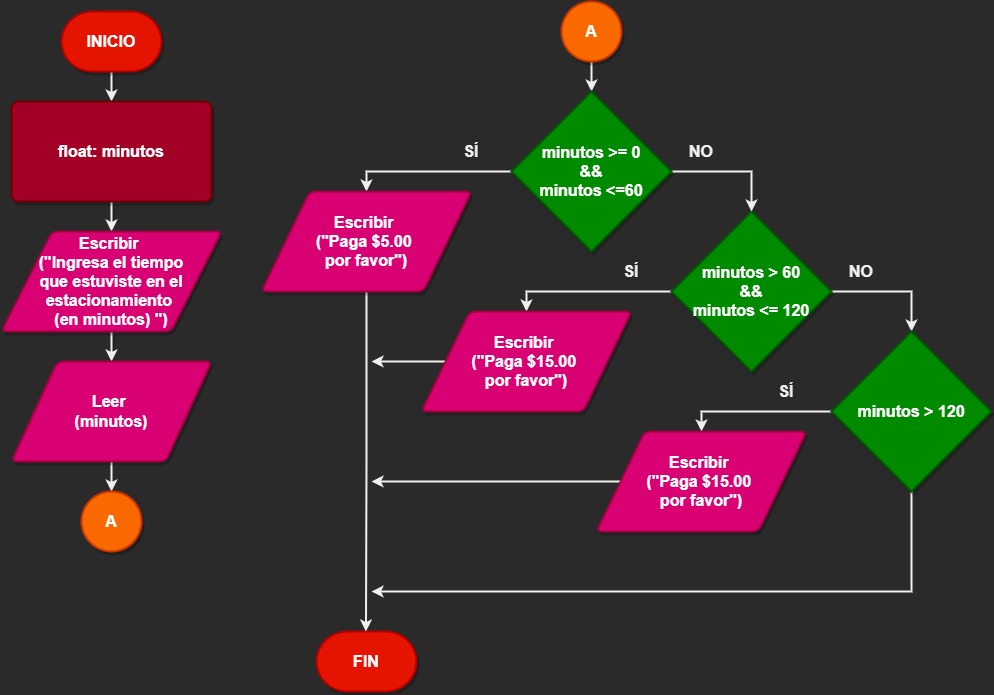 INICIO
float: minutos
Escribir
("Ingresa el tiempo
que estuviste en el
estacionamiento
(en minutos) ")
Leer
(minutos)
A
A
minutos >= 0
&&
minutos <=60
SÍ
NO
Escribir
("Paga $5.00
por favor")
minutos > 60
&&
minutos <= 120
SÍ
NO
Escribir
("Paga $15.00
por favor")
minutos > 120
SÍ
Escribir
("Paga $15.00
por favor")
FIN